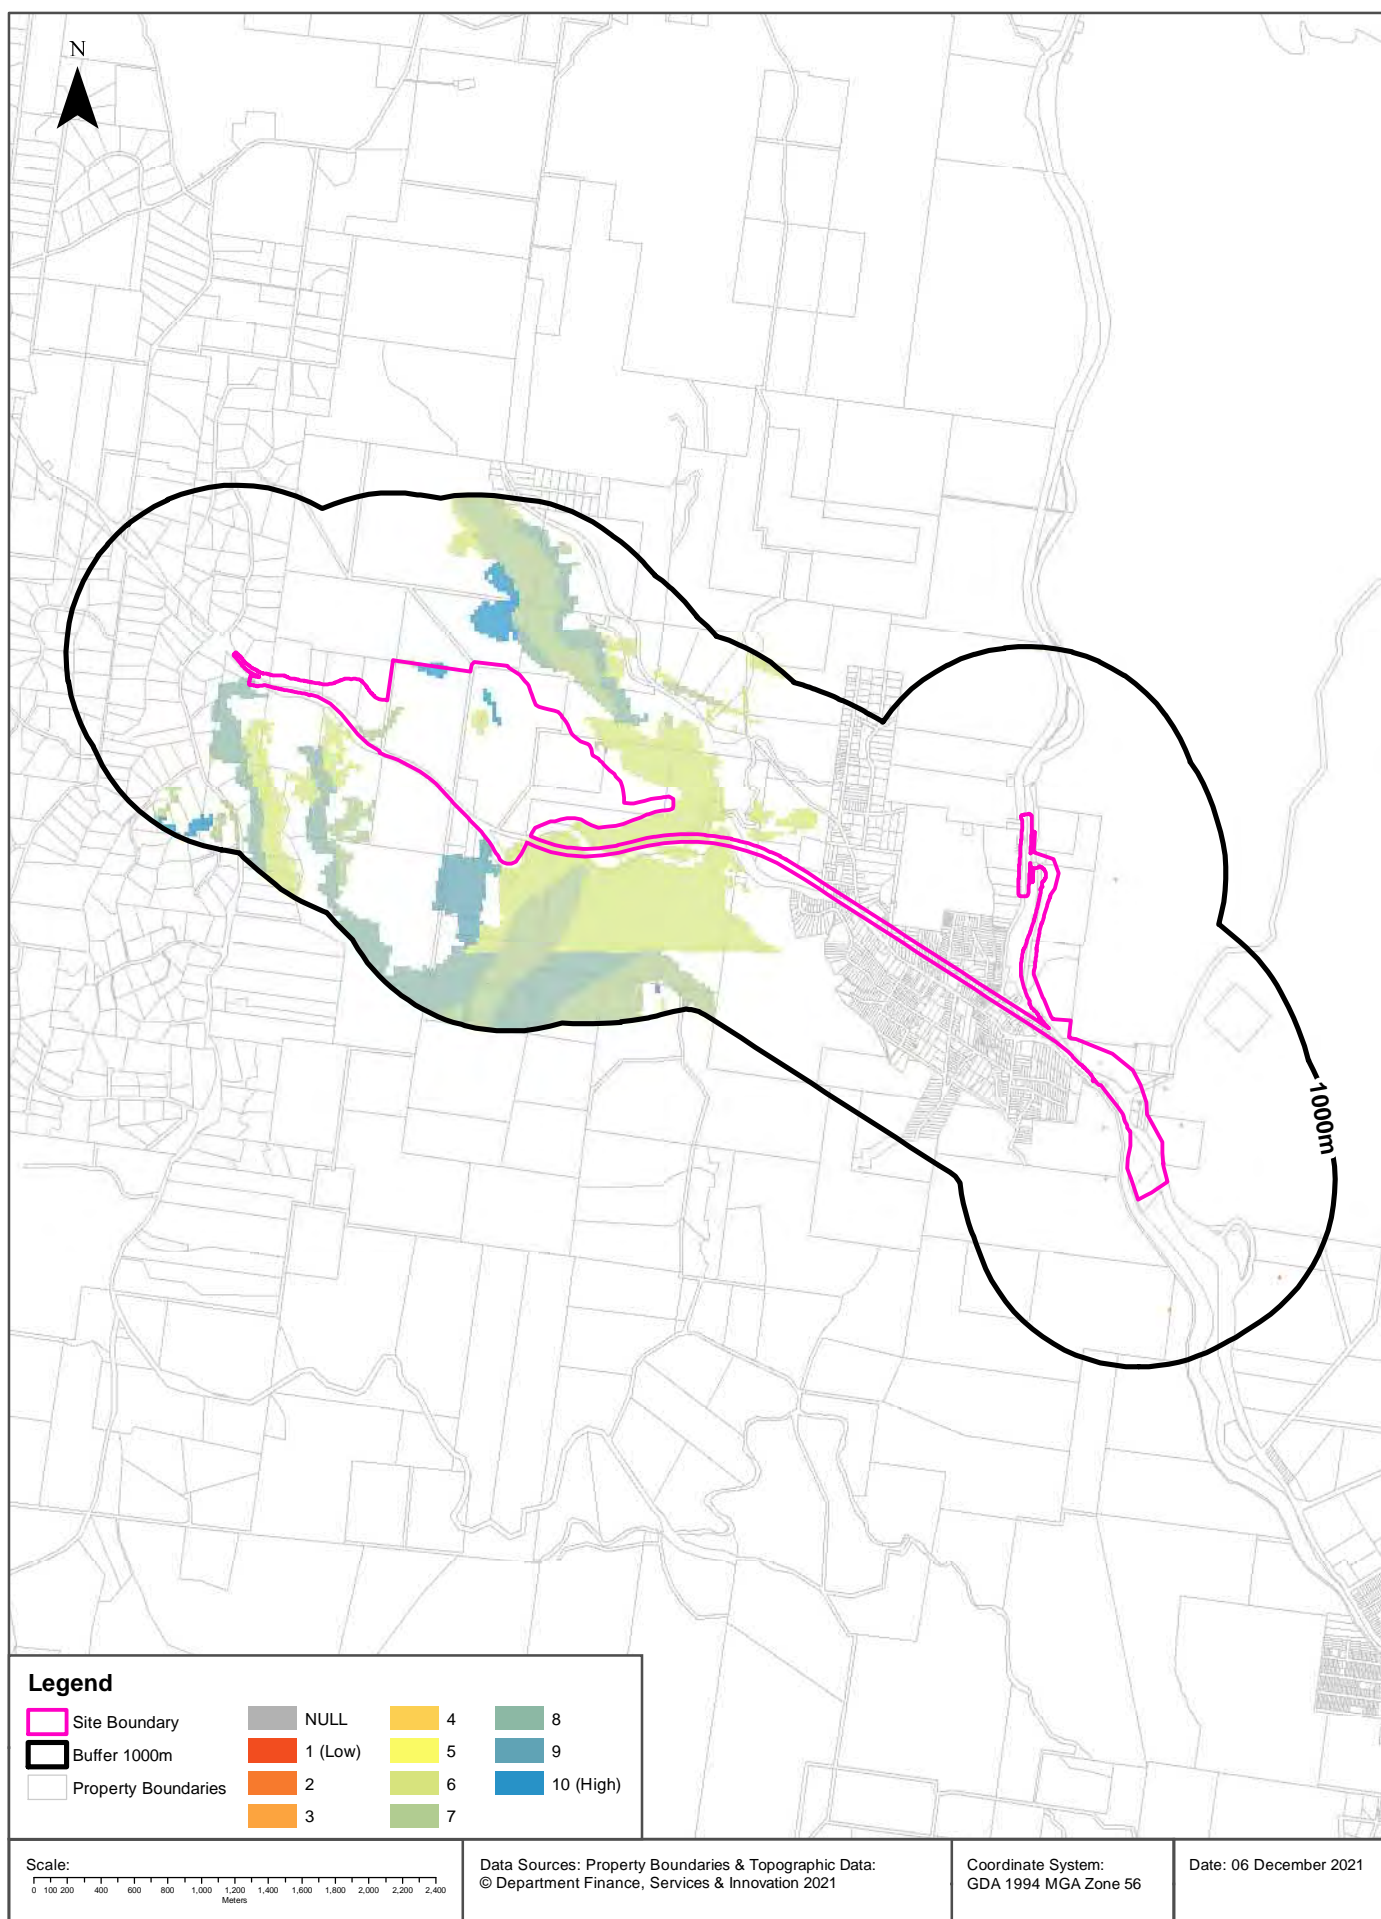 N
1000m
Legend
Site Boundary
Buffer 1000m
Property Boundaries
NULL
1 (Low)
2
3
4
5
6
7
8
9
10 (High)
Scale:
0 100 200 400 600 800 1,000 1,200 1,400 1,600 1,800 2,000 2,200 2,400
Meters
Data Sources: Property Boundaries & Topographic Data:
© Department Finance, Services & Innovation 2021
Coordinate System:
GDA 1994 MGA Zone 56
Date: 06 December 2021